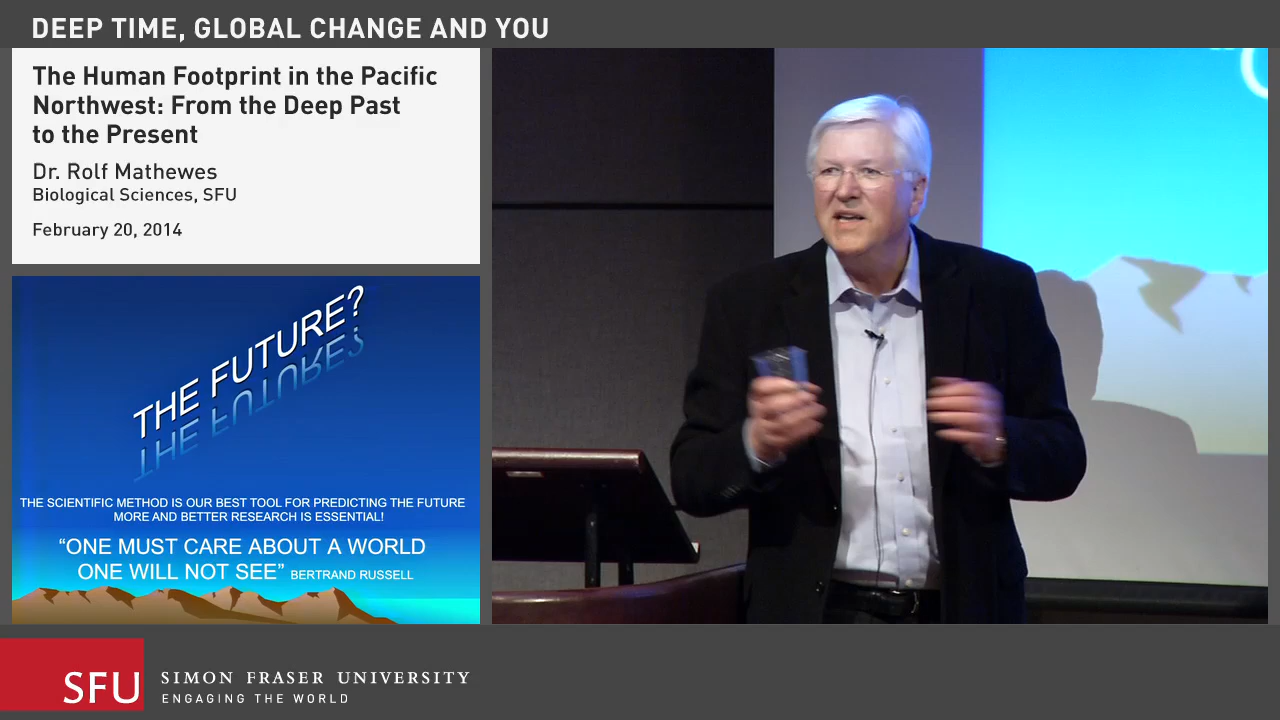 DEEP TIME, GLOBAL CHANGE AND YOU
The Human Footprint in the Pacific
Northwest: From the Deep Past
to the Present
Dr. Rolf Mathewes
Biological Sciences, SFU
February 20, 2014
THE FUTURE?
THE SCIENTIFIC METHOD IS OUR BEST TOOL FOR PREDICTING THE FUTURE
MORE AND BETTER RESEARCH IS ESSENTIAL!
“ONE MUST CARE ABOUT A WORLD
ONE WILL NOT SEE” BERTRAND RUSSELL
SFU
SIMON FRASER UNIVERSITY
ENGAGING THE WORLD